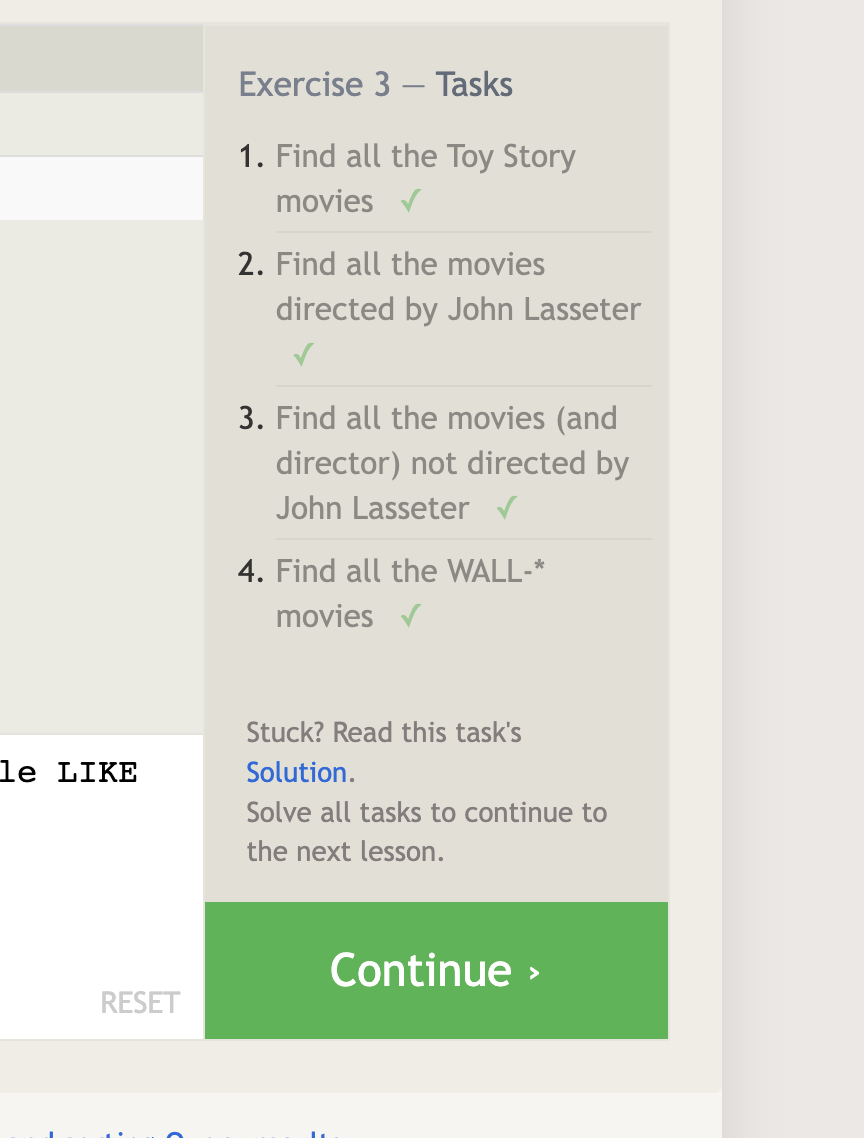 Exercise 3 — Tasks
1. Find all the Toy Story
movies ✓
2. Find all the movies
directed by John Lasseter
✓
3. Find all the movies (and
director) not directed by
John Lasseter ✓
4. Find all the WALL-*
movies ✓
Stuck? Read this task's
Solution.
Solve all tasks to continue to
the next lesson.
LIKE
RESET
Continue ›